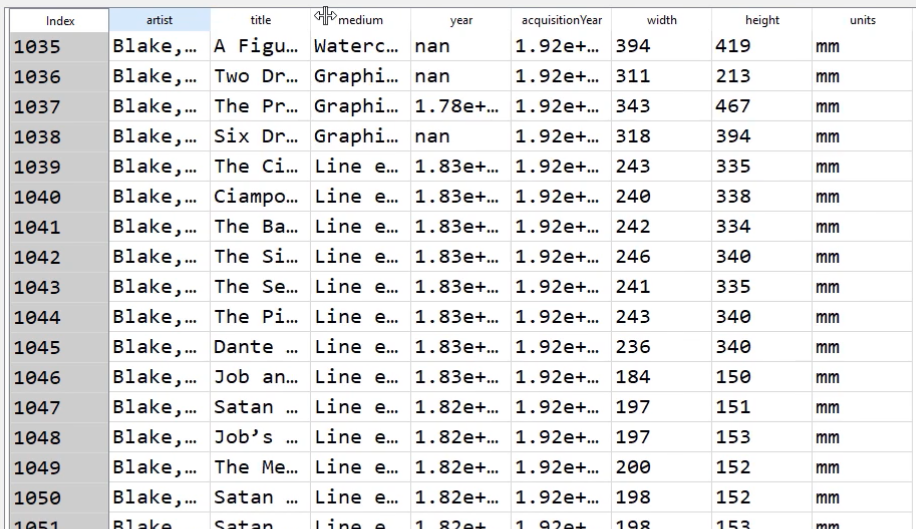 Index artist title medium year acquisitionYear width height units
1035 Blake,… A Figu… Waterc… nan 1.92e+… 394 419 mm
1036 Blake,… Two Dr… Graphi… nan 1.92e+… 311 213 mm
1037 Blake,… The Pr… Graphi… 1.78e+… 1.92e+… 343 467 mm
1038 Blake,… Six Dr… Graphi… nan 1.92e+… 318 394 mm
1039 Blake,… The Ci… Line e… 1.83e+… 1.92e+… 243 335 mm
1040 Blake,… Ciampo… Line e… 1.83e+… 1.92e+… 240 338 mm
1041 Blake,… The Ba… Line e… 1.83e+… 1.92e+… 242 334 mm
1042 Blake,… The Si… Line e… 1.83e+… 1.92e+… 246 340 mm
1043 Blake,… The Se… Line e… 1.83e+… 1.92e+… 241 335 mm
1044 Blake,… The Pi… Line e… 1.83e+… 1.92e+… 243 340 mm
1045 Blake,… Dante … Line e… 1.83e+… 1.92e+… 236 340 mm
1046 Blake,… Job an… Line e… 1.83e+… 1.92e+… 184 150 mm
1047 Blake,… Satan … Line e… 1.82e+… 1.92e+… 197 151 mm
1048 Blake,… Job’s … Line e… 1.82e+… 1.92e+… 197 153 mm
1049 Blake,… The Me… Line e… 1.82e+… 1.92e+… 200 152 mm
1050 Blake,… Satan … Line e… 1.82e+… 1.92e+… 198 152 mm
1051 Blake,… Satan … Line e… 1.82e+… 1.92e+… 198 153 mm